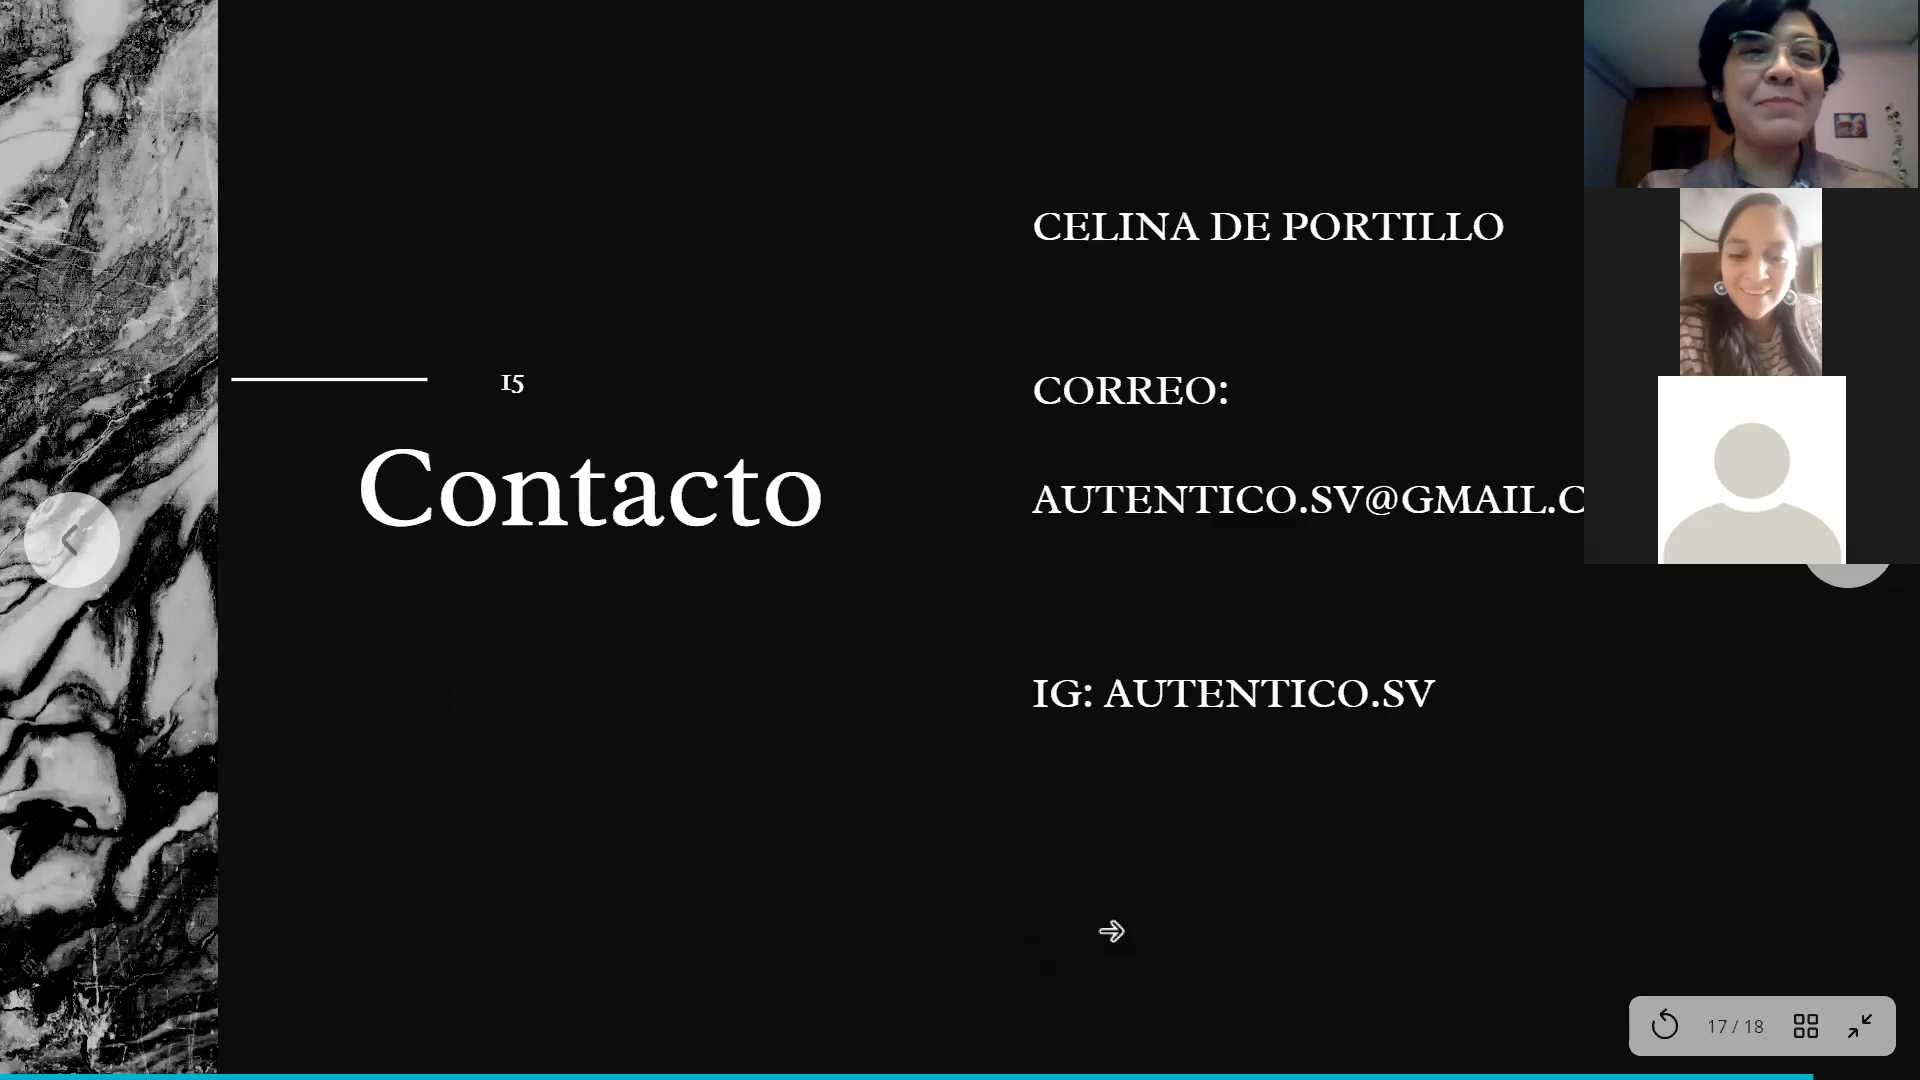 15
Contacto
CELINA DE PORTILLO
CORREO:
AUTENTICO.SV@GMAIL.C
IG: AUTENTICO.SV
17 / 18